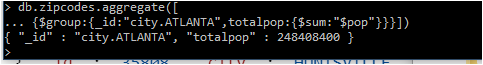 > db.zipcodes.aggregate([
... {$group:{_id:"city.ATLANTA",totalpop:{$sum:"$pop"}}}])
{ "_id" : "city.ATLANTA", "totalpop" : 248408400 }
>